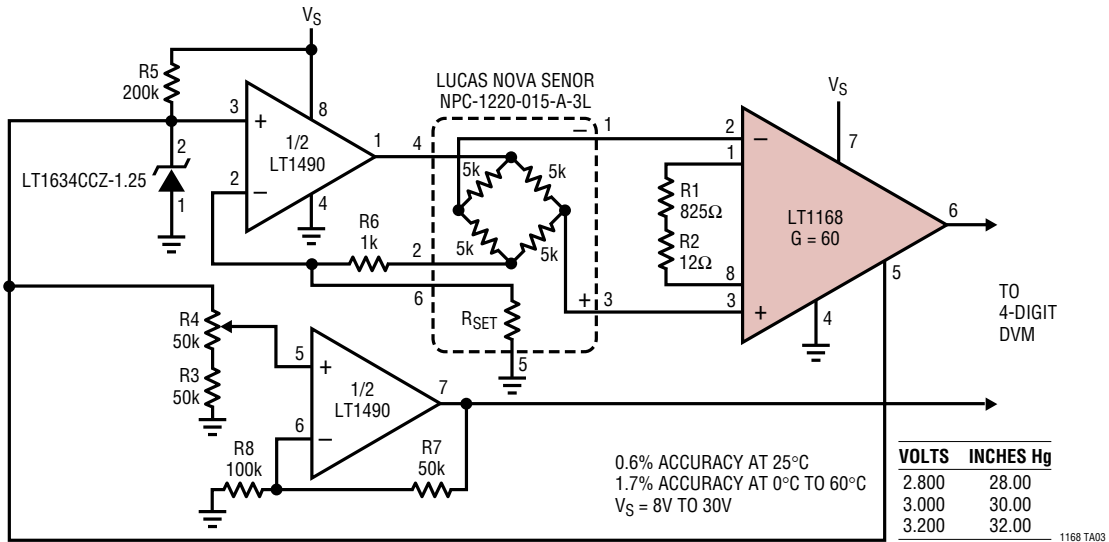 VS
R5
200k
3
+
8
1/2
LT1490
1
2
−
4
2
LT1634CCZ-1.25
1
LUCAS NOVA SENOR
NPC-1220-015-A-3L
4
5k
5k
5k
5k
− 1
R6
1k
2
6
RSET
+ 3
5
VS
7
2
−
1
R1
825Ω
R2
12Ω
8
3
+
LT1168
G = 60
6
5
4
TO
4-DIGIT
DVM
R4
50k
R3
50k
5
+
1/2
LT1490
7
6
−
R8
100k
R7
50k
0.6% ACCURACY AT 25°C
1.7% ACCURACY AT 0°C TO 60°C
VS = 8V TO 30V
VOLTS INCHES Hg
2.800 28.00
3.000 30.00
3.200 32.00
1168 TA03